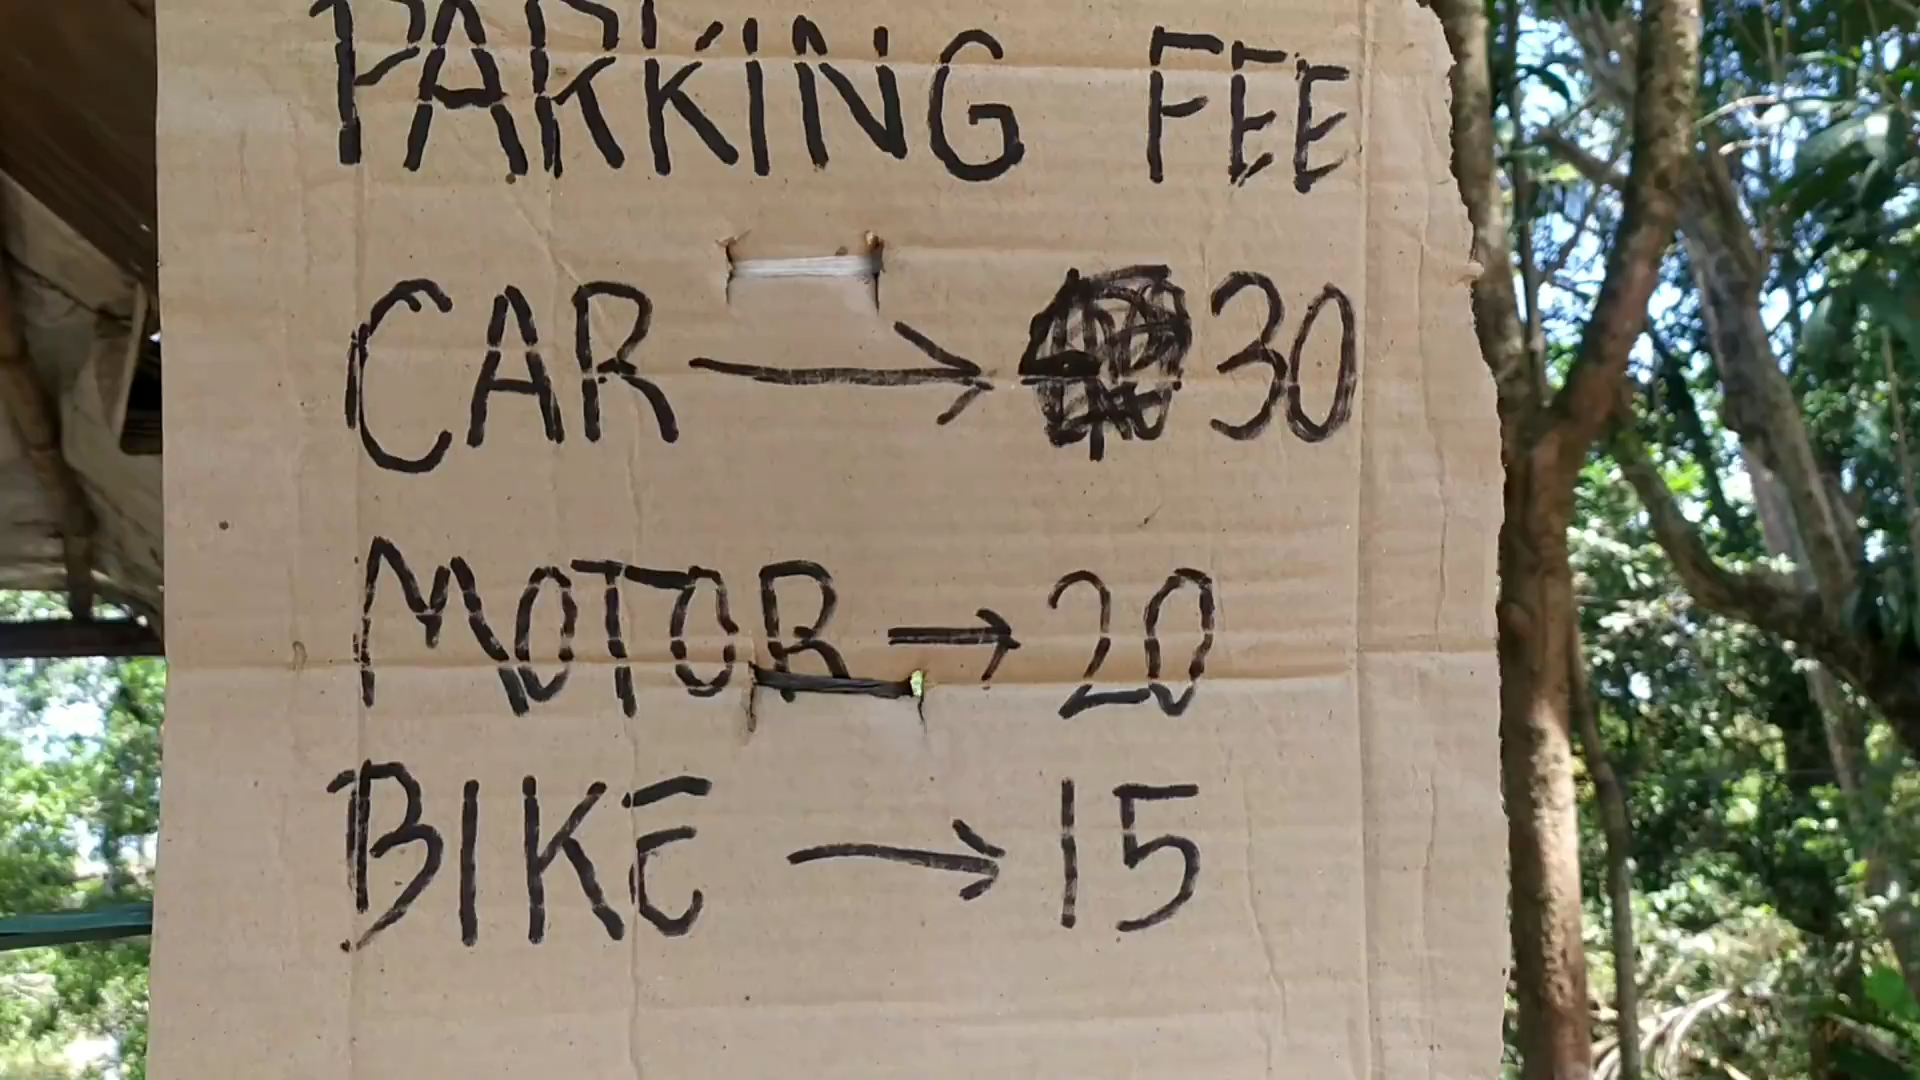 PARKING FEE
CAR → 30
MOTOR → 20
BIKE → 15